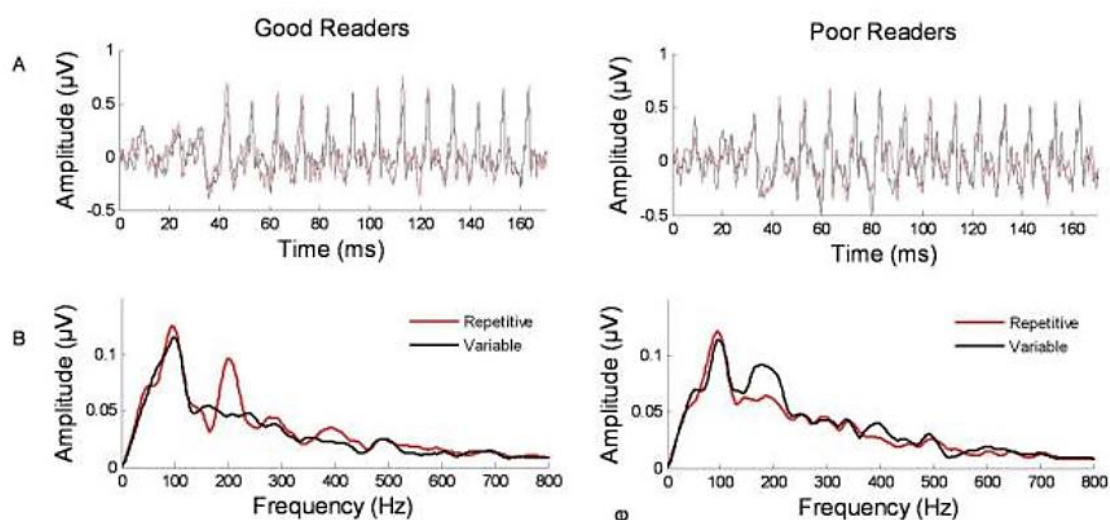 Good Readers
Poor Readers
A
Amplitude (µV)
1
0.5
0
-0.5
0 20 40 60 80 100 120 140 160
Time (ms)
Amplitude (µV)
1
0.5
0
-0.5
0 20 40 60 80 100 120 140 160
Time (ms)
B
Amplitude (µV)
0.1
0.05
0
Repetitive
Variable
0 100 200 300 400 500 600 700 800
Frequency (Hz)
Amplitude (µV)
0.1
0.05
0
Repetitive
Variable
0 100 200 300 400 500 600 700 800
Frequency (Hz)
e